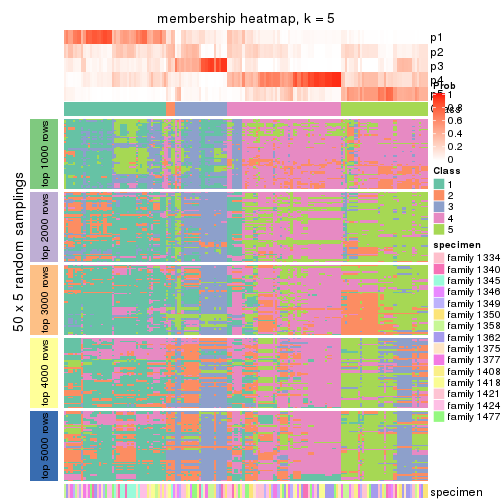 membership heatmap, k = 5
p1
p2
p3
p4
Prob
1
0.8
0.6
0.4
0.2
0
Class
1
2
3
4
5
specimen
family 1334
family 1340
family 1345
family 1346
family 1349
family 1350
family 1358
family 1362
family 1375
family 1377
family 1408
family 1418
family 1421
family 1424
family 1477
50 x 5 random samplings
top 1000 rows
top 2000 rows
top 3000 rows
top 4000 rows
top 5000 rows
specimen